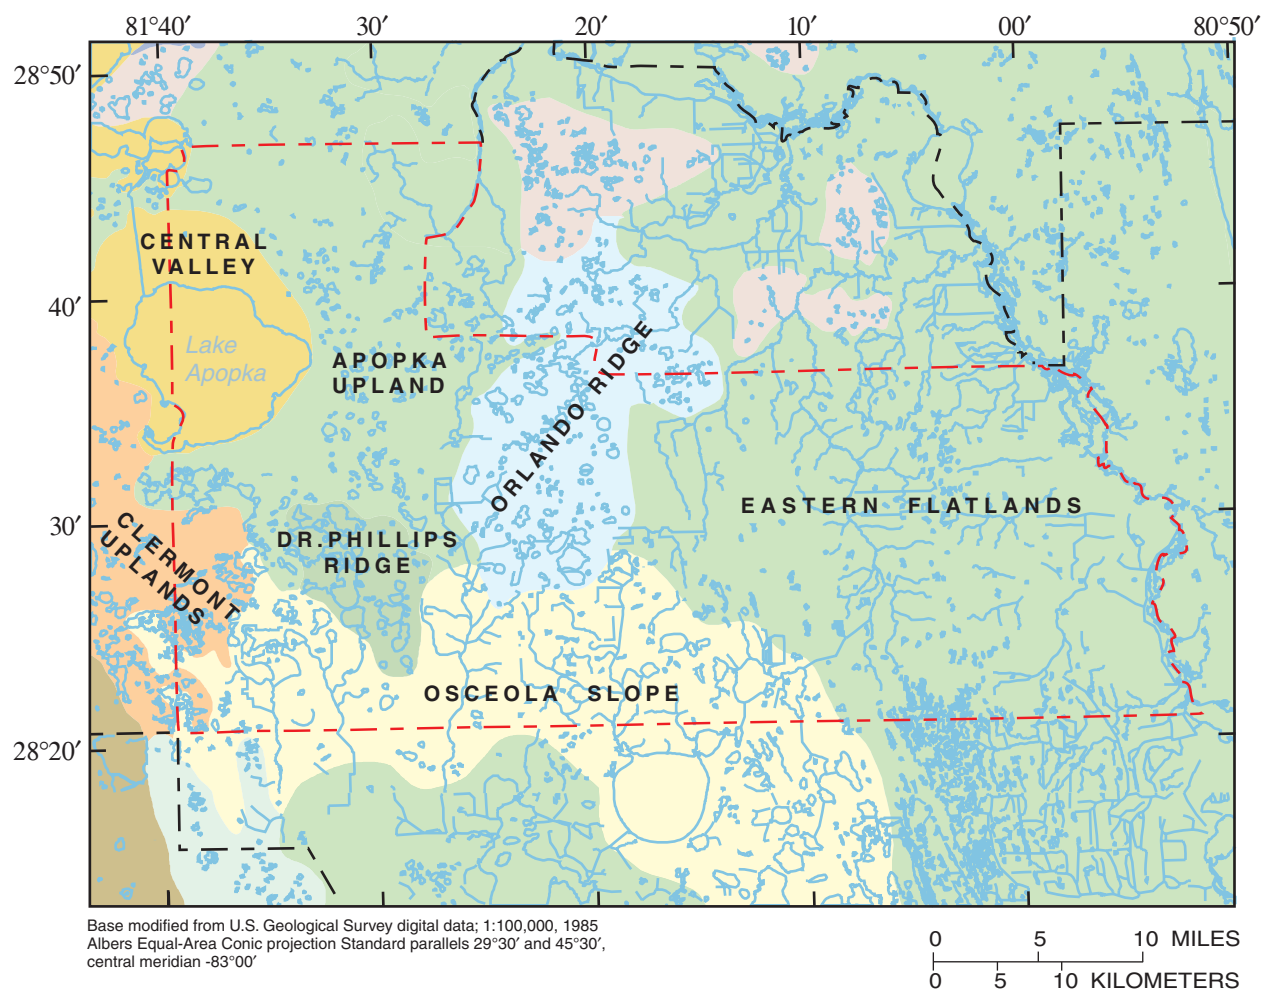 81°40′ 30′ 20′ 10′ 00′ 80°50′
28°50′
CENTRAL
VALLEY
40′
Lake
Apopka
APOPKA
UPLAND
ORLANDO RIDGE
EASTERN FLATLANDS
30′
CLERMONT
UPLANDS
DR.PHILLIPS
RIDGE
OSCEOLA SLOPE
28°20′
Base modified from U.S. Geological Survey digital data; 1:100,000, 1985
Albers Equal-Area Conic projection Standard parallels 29°30′ and 45°30′,
central meridian -83°00′
0 5 10 MILES
0 5 10 KILOMETERS